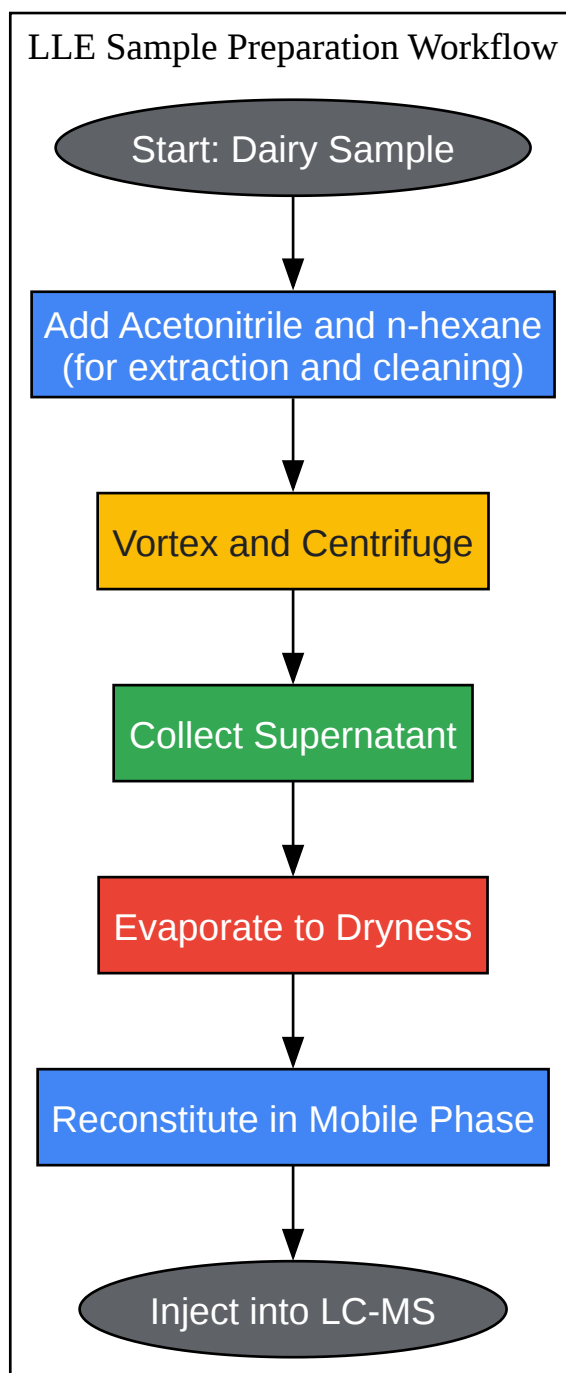 LLE Sample Preparation Workflow
Start: Dairy Sample
Add Acetonitrile and n-hexane
(for extraction and cleaning)
Vortex and Centrifuge
Collect Supernatant
Evaporate to Dryness
Reconstitute in Mobile Phase
Inject into LC-MS